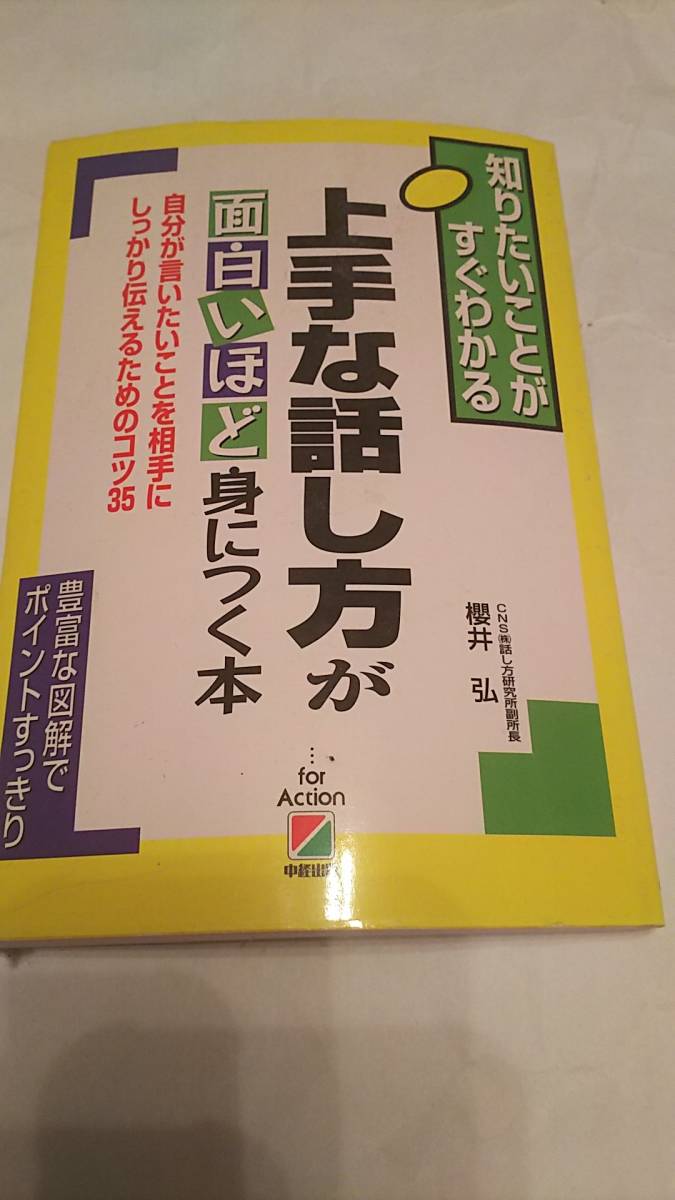 知りたいことが
すぐわかる
上手な話し方が
面白いほど
身につく本
自分が言いたいことを相手に
しっかり伝えるためのコツ35
CNS㈱話し方研究所副所長
櫻井 弘
豊富な図解で
ポイントすっきり
…for
Action
中経出版